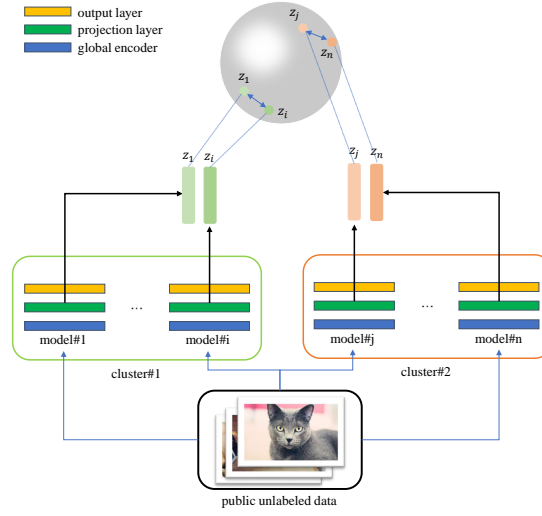 output layer
projection layer
global encoder
z_j
z_n
z_1
z_i
z_1 z_i
z_j z_n
... ...
model#1 model#i model#j model#n
cluster#1 cluster#2
public unlabeled data